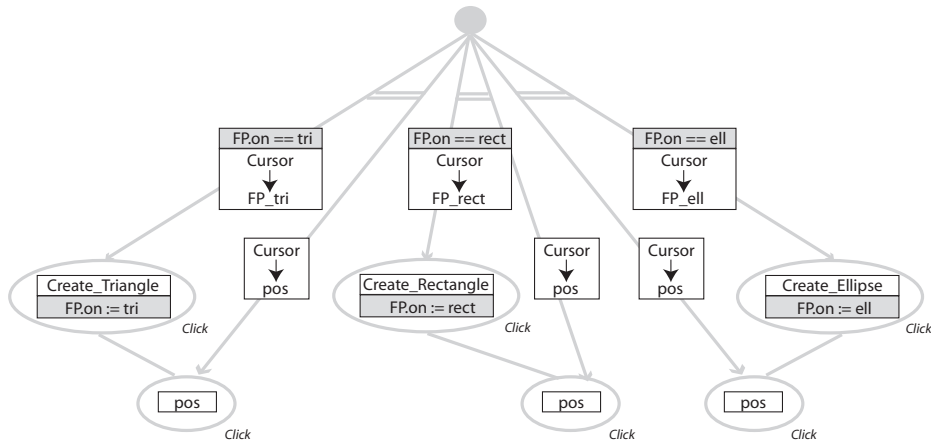 FP.on == tri
Cursor
FP_tri
FP.on == rect
Cursor
FP_rect
FP.on == ell
Cursor
FP_ell
Cursor
pos
Cursor
pos
Cursor
pos
Create_Triangle
FP.on := tri
Click
Create_Rectangle
FP.on := rect
Click
Create_Ellipse
FP.on := ell
Click
pos
Click
pos
Click
pos
Click